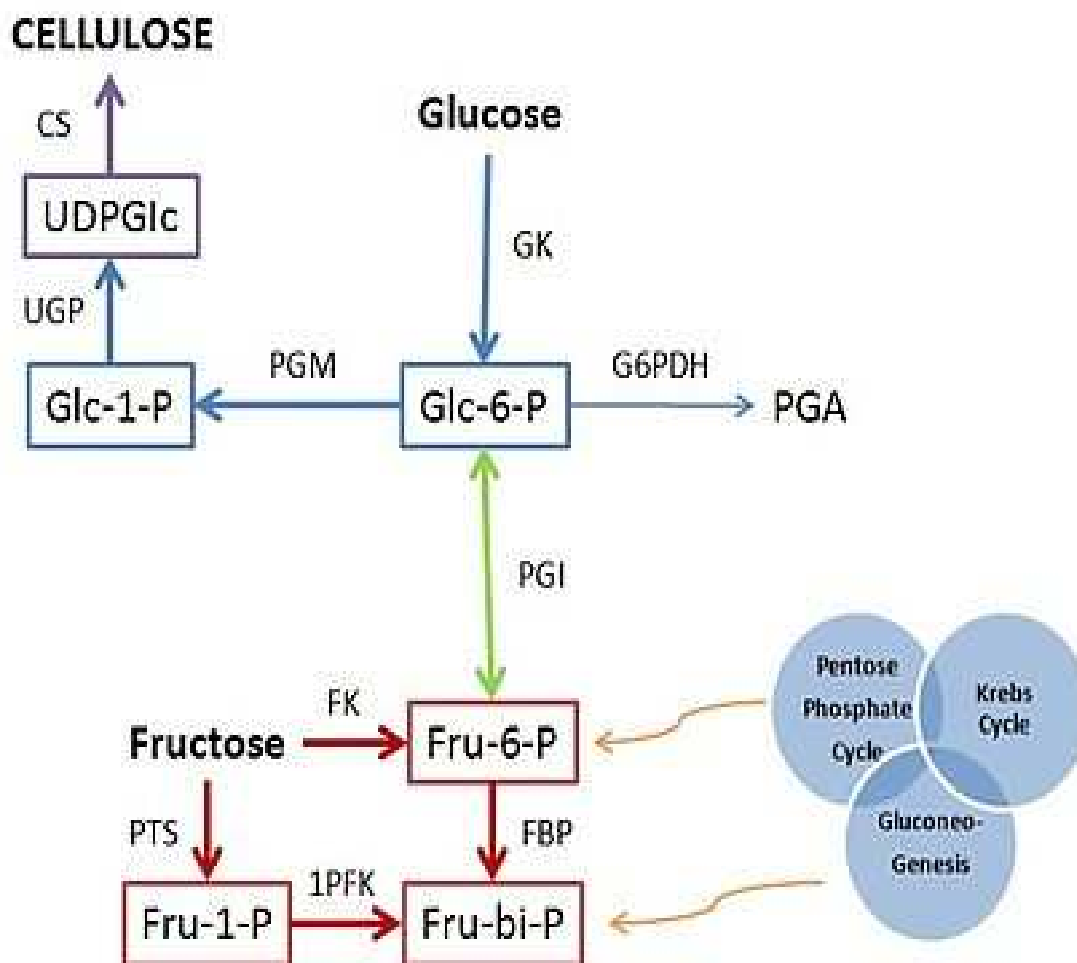 CELLULOSE
CS
Glucose
UDPGlc
GK
UGP
PGM
G6PDH
Glc-1-P
Glc-6-P
PGA
PGI
Pentose
Phosphate
Cycle
Krebs
Cycle
FK
Fructose
Fru-6-P
PTS
FBP
Gluconeo-
Genesis
1PFK
Fru-1-P
Fru-bi-P